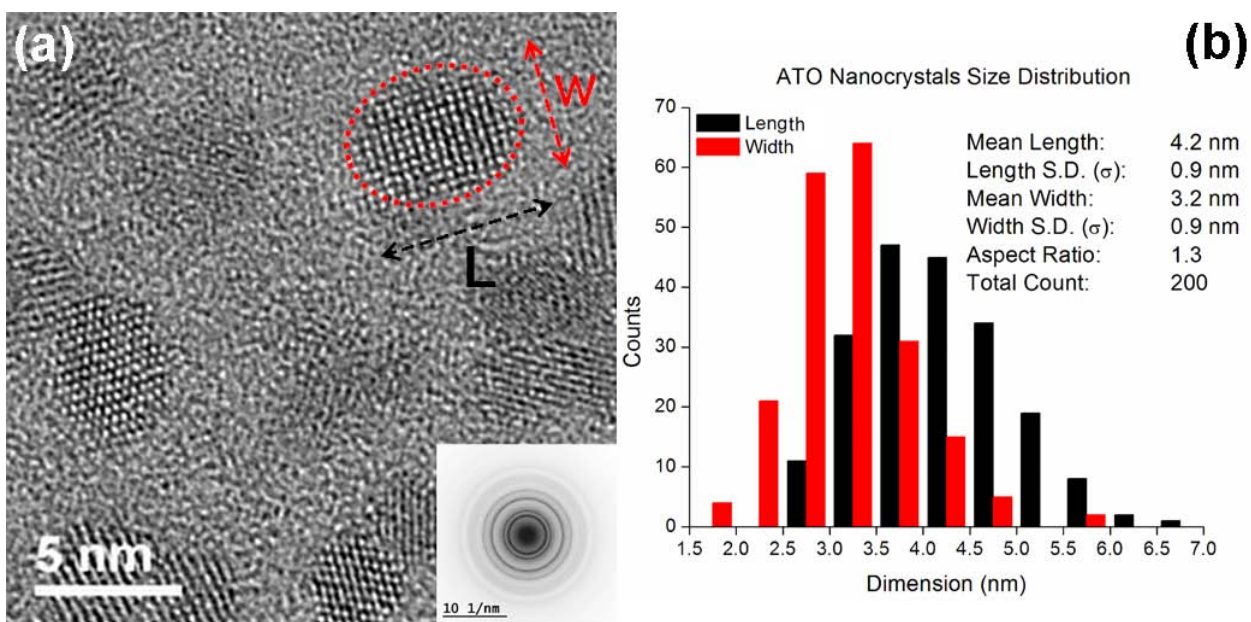 (a)
W
L
5 nm
10 1/nm
(b)
ATO Nanocrystals Size Distribution
Length
Width
Mean Length: 4.2 nm
Length S.D. (σ): 0.9 nm
Mean Width: 3.2 nm
Width S.D. (σ): 0.9 nm
Aspect Ratio: 1.3
Total Count: 200
Counts
70
60
50
40
30
20
10
0
1.5 2.0 2.5 3.0 3.5 4.0 4.5 5.0 5.5 6.0 6.5 7.0
Dimension (nm)